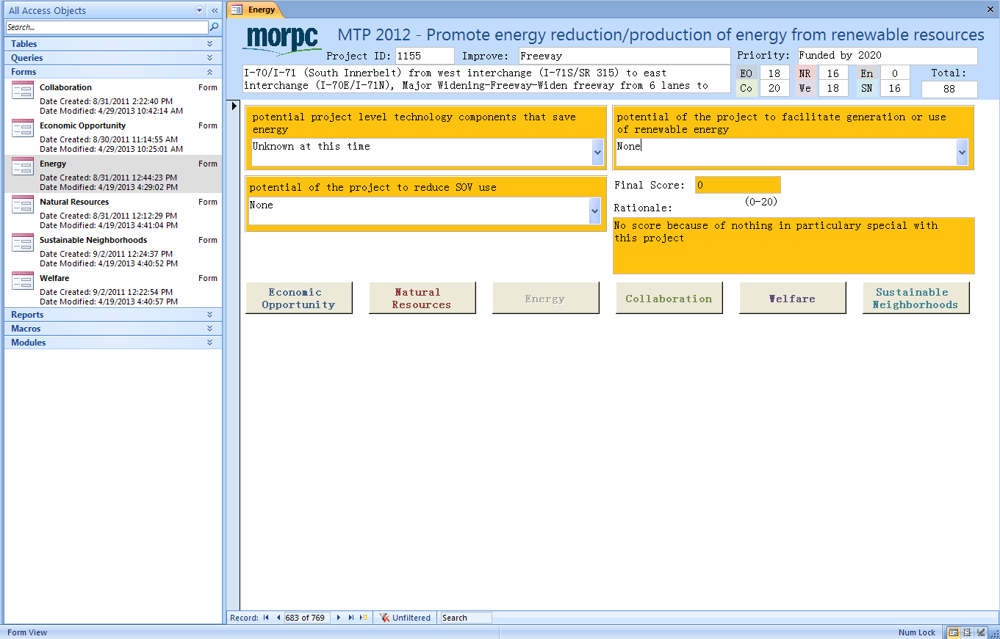 All Access Objects
Search...
Tables
Queries
Forms
Collaboration Form
Date Created: 8/31/2011 2:22:40 PM
Date Modified: 4/29/2013 10:42:14 AM
Economic Opportunity Form
Date Created: 8/30/2011 11:14:55 AM
Date Modified: 4/29/2013 10:25:01 AM
Energy Form
Date Created: 8/31/2011 12:44:23 PM
Date Modified: 4/19/2013 4:29:02 PM
Natural Resources Form
Date Created: 8/31/2011 12:12:29 PM
Date Modified: 4/19/2013 4:41:04 PM
Sustainable Neighborhoods Form
Date Created: 9/2/2011 12:24:37 PM
Date Modified: 4/19/2013 4:40:52 PM
Welfare Form
Date Created: 9/2/2011 12:22:54 PM
Date Modified: 4/19/2013 4:40:57 PM
Reports
Macros
Modules
Energy
morpc
MTP 2012 - Promote energy reduction/production of energy from renewable resources
Project ID: 1155 Improve: Freeway Priority: Funded by 2020
I-70/I-71 (South Innerbelt) from west interchange (I-71S/SR 315) to east
interchange (I-70E/I-71N), Major Widening-Freeway-Widen freeway from 6 lanes to
EO 18 NR 16 En 0 Total:
Co 20 We 18 SN 16 88
potential project level technology components that save
energy
Unknown at this time
potential of the project to facilitate generation or use
of renewable energy
None
potential of the project to reduce SOV use
None
Final Score: 0
(0-20)
Rationale:
No score because of nothing in particulary special with
this project
Economic
Opportunity
Natural
Resources
Energy
Collaboration
Welfare
Sustainable
Neighborhoods
Record: 683 of 769 Unfiltered Search
Form View Num Lock